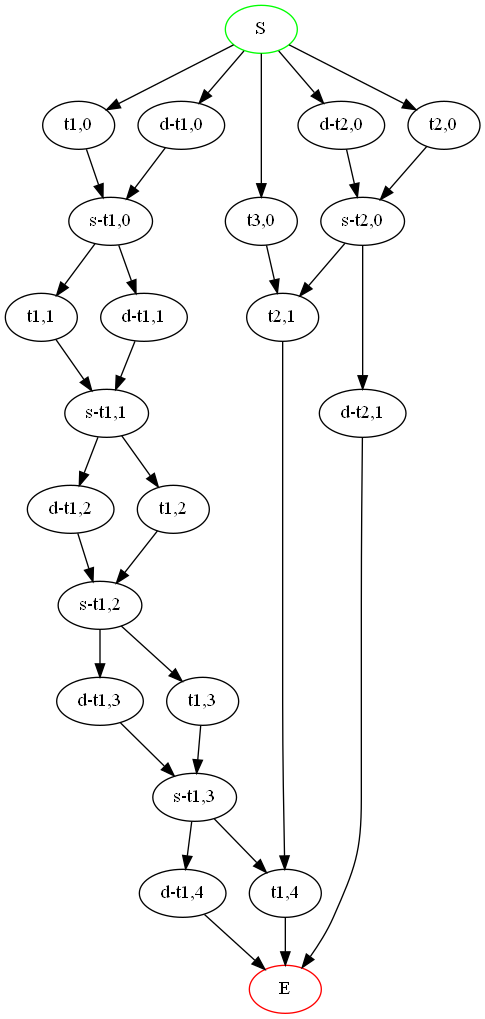 S
t1,0
d-t1,0
d-t2,0
t2,0
s-t1,0
t3,0
s-t2,0
t1,1
d-t1,1
t2,1
s-t1,1
d-t2,1
d-t1,2
t1,2
s-t1,2
d-t1,3
t1,3
s-t1,3
d-t1,4
t1,4
E